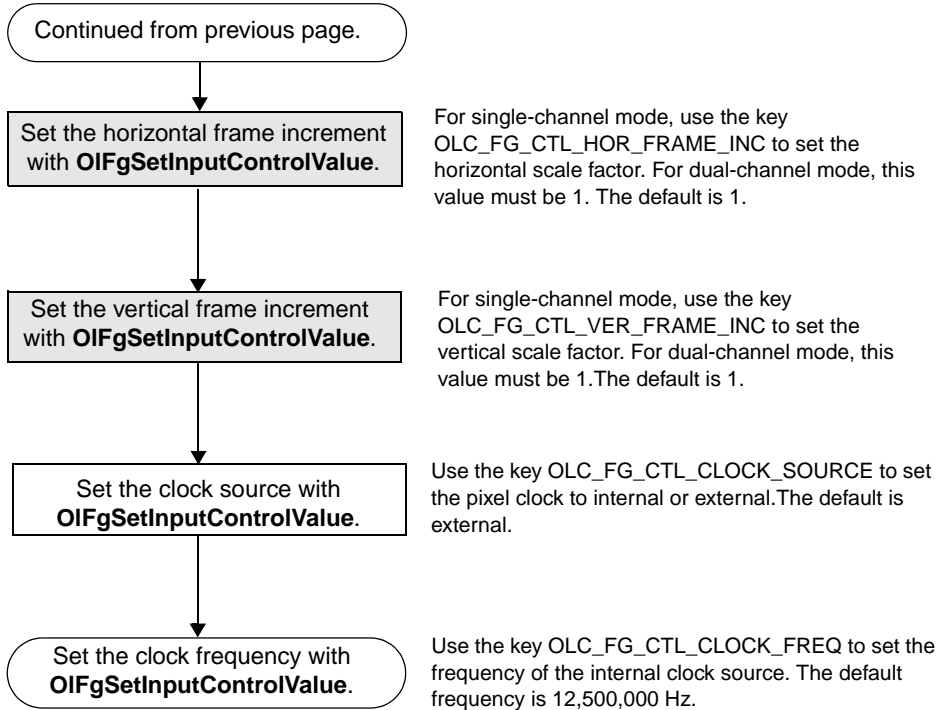 Continued from previous page.
Set the horizontal frame increment
with OlFgSetInputControlValue.
For single-channel mode, use the key
OLC_FG_CTL_HOR_FRAME_INC to set the
horizontal scale factor. For dual-channel mode, this
value must be 1. The default is 1.
Set the vertical frame increment
with OlFgSetInputControlValue.
For single-channel mode, use the key
OLC_FG_CTL_VER_FRAME_INC to set the
vertical scale factor. For dual-channel mode, this
value must be 1.The default is 1.
Set the clock source with
OlFgSetInputControlValue.
Use the key OLC_FG_CTL_CLOCK_SOURCE to set
the pixel clock to internal or external.The default is
external.
Set the clock frequency with
OlFgSetInputControlValue.
Use the key OLC_FG_CTL_CLOCK_FREQ to set the
frequency of the internal clock source. The default
frequency is 12,500,000 Hz.